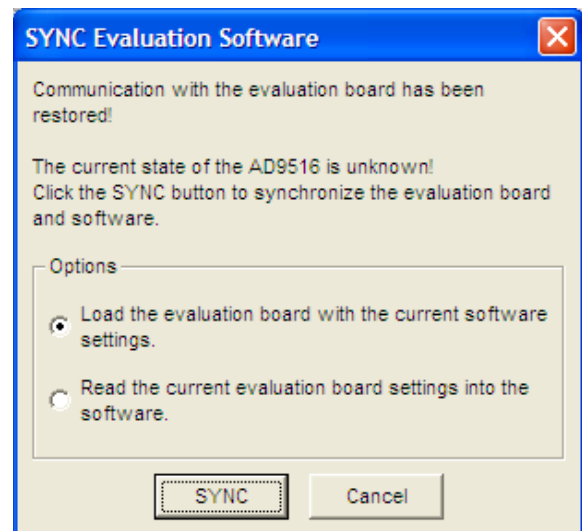 SYNC Evaluation Software
Communication with the evaluation board has been
restored!
The current state of the AD9516 is unknown!
Click the SYNC button to synchronize the evaluation board
and software.
Options
Load the evaluation board with the current software
settings.
Read the current evaluation board settings into the
software.
SYNC
Cancel